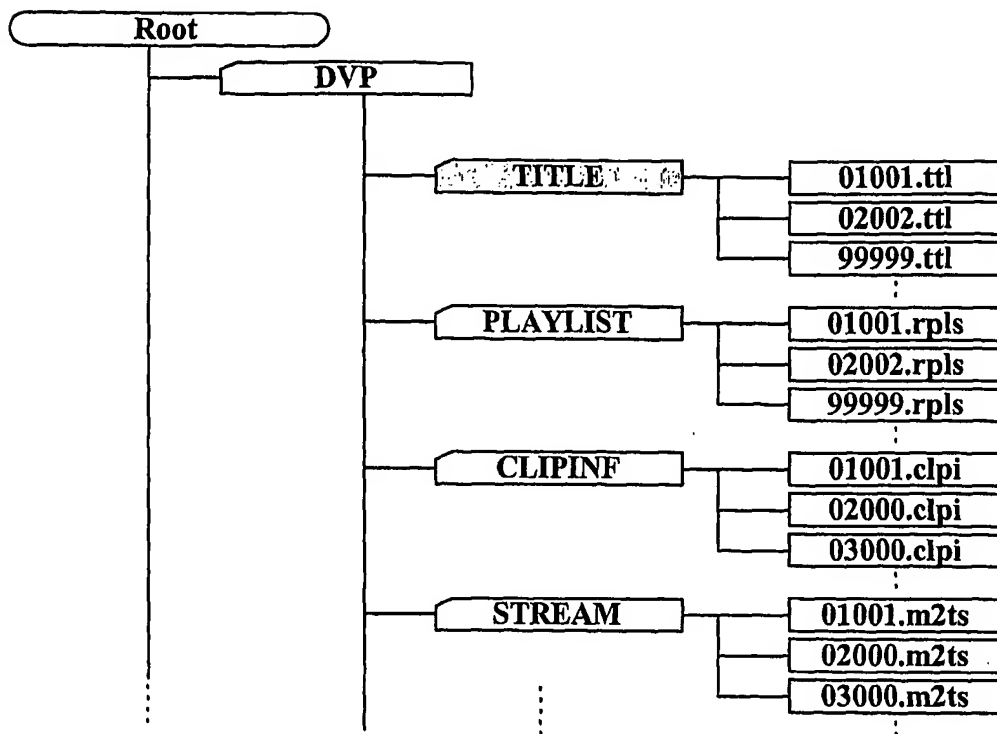 Root
DVP
TITLE
01001.ttl
02002.ttl
99999.ttl
PLAYLIST
01001.rpls
02002.rpls
99999.rpls
CLIPINF
01001.clpi
02000.clpi
03000.clpi
STREAM
01001.m2ts
02000.m2ts
03000.m2ts